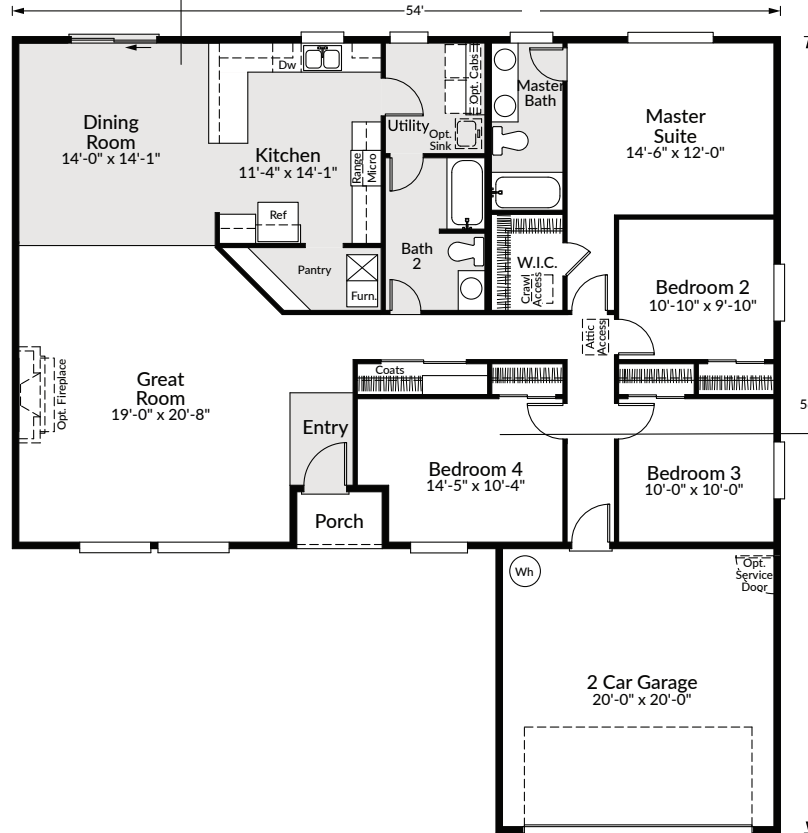 54'
Dw
Opt. Cabs
Master
Bath
Dining
Room
14'-0" x 14'-1"
Kitchen
11'-4" x 14'-1"
Utility
Opt.
Sink
Range
Micro
Master
Suite
14'-6" x 12'-0"
Ref
Pantry
Furn.
Bath
2
W.I.C.
Crawl
Access
Bedroom 2
10'-10" x 9'-10"
Attic
Access
Opt. Fireplace
Great
Room
19'-0" x 20'-8"
Coats
5
Entry
Bedroom 4
14'-5" x 10'-4"
Bedroom 3
10'-0" x 10'-0"
Porch
Wh
Opt.
Service
Door
2 Car Garage
20'-0" x 20'-0"